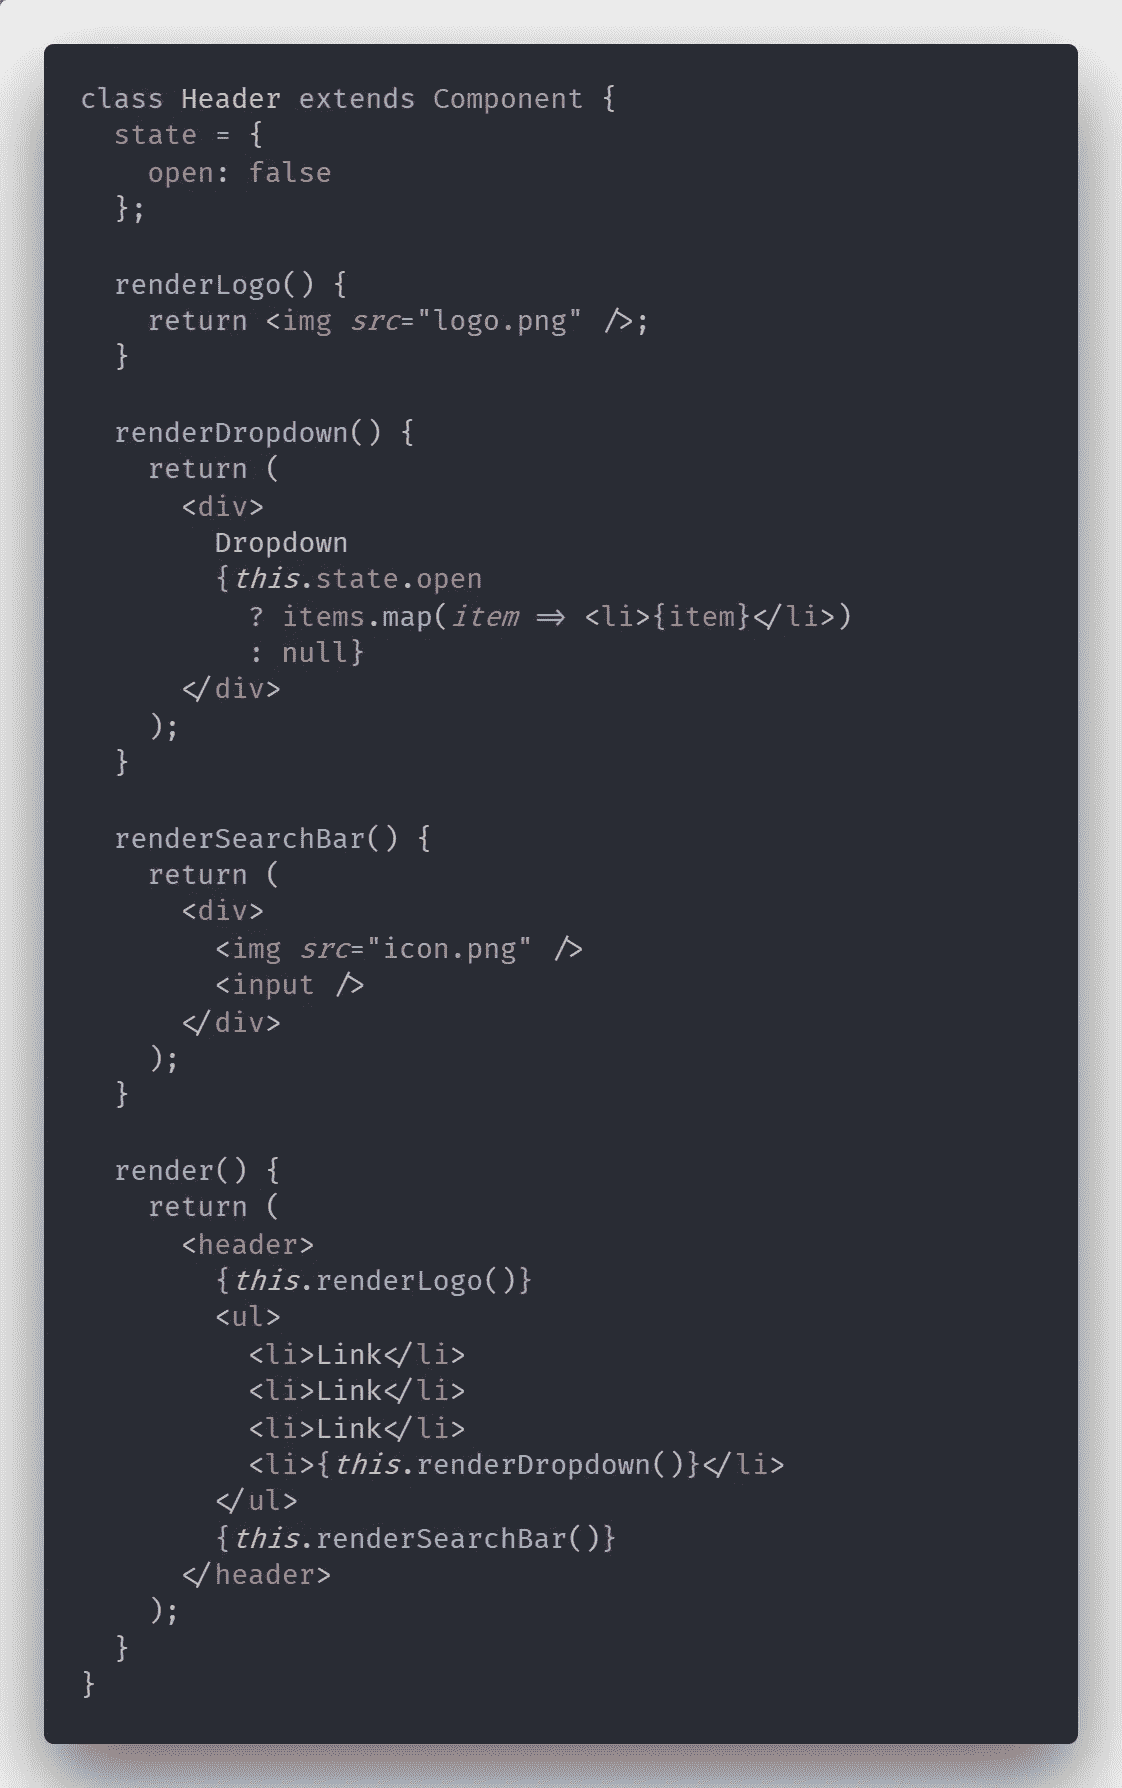 class Header extends Component {
  state = {
    open: false
  };

  renderLogo() {
    return <img src="logo.png" />;
  }

  renderDropdown() {
    return (
      <div>
        Dropdown
        {this.state.open
          ? items.map(item => <li>{item}</li>)
          : null}
      </div>
    );
  }

  renderSearchBar() {
    return (
      <div>
        <img src="icon.png" />
        <input />
      </div>
    );
  }

  render() {
    return (
      <header>
        {this.renderLogo()}
        <ul>
          <li>Link</li>
          <li>Link</li>
          <li>Link</li>
          <li>{this.renderDropdown()}</li>
        </ul>
        {this.renderSearchBar()}
      </header>
    );
  }
}